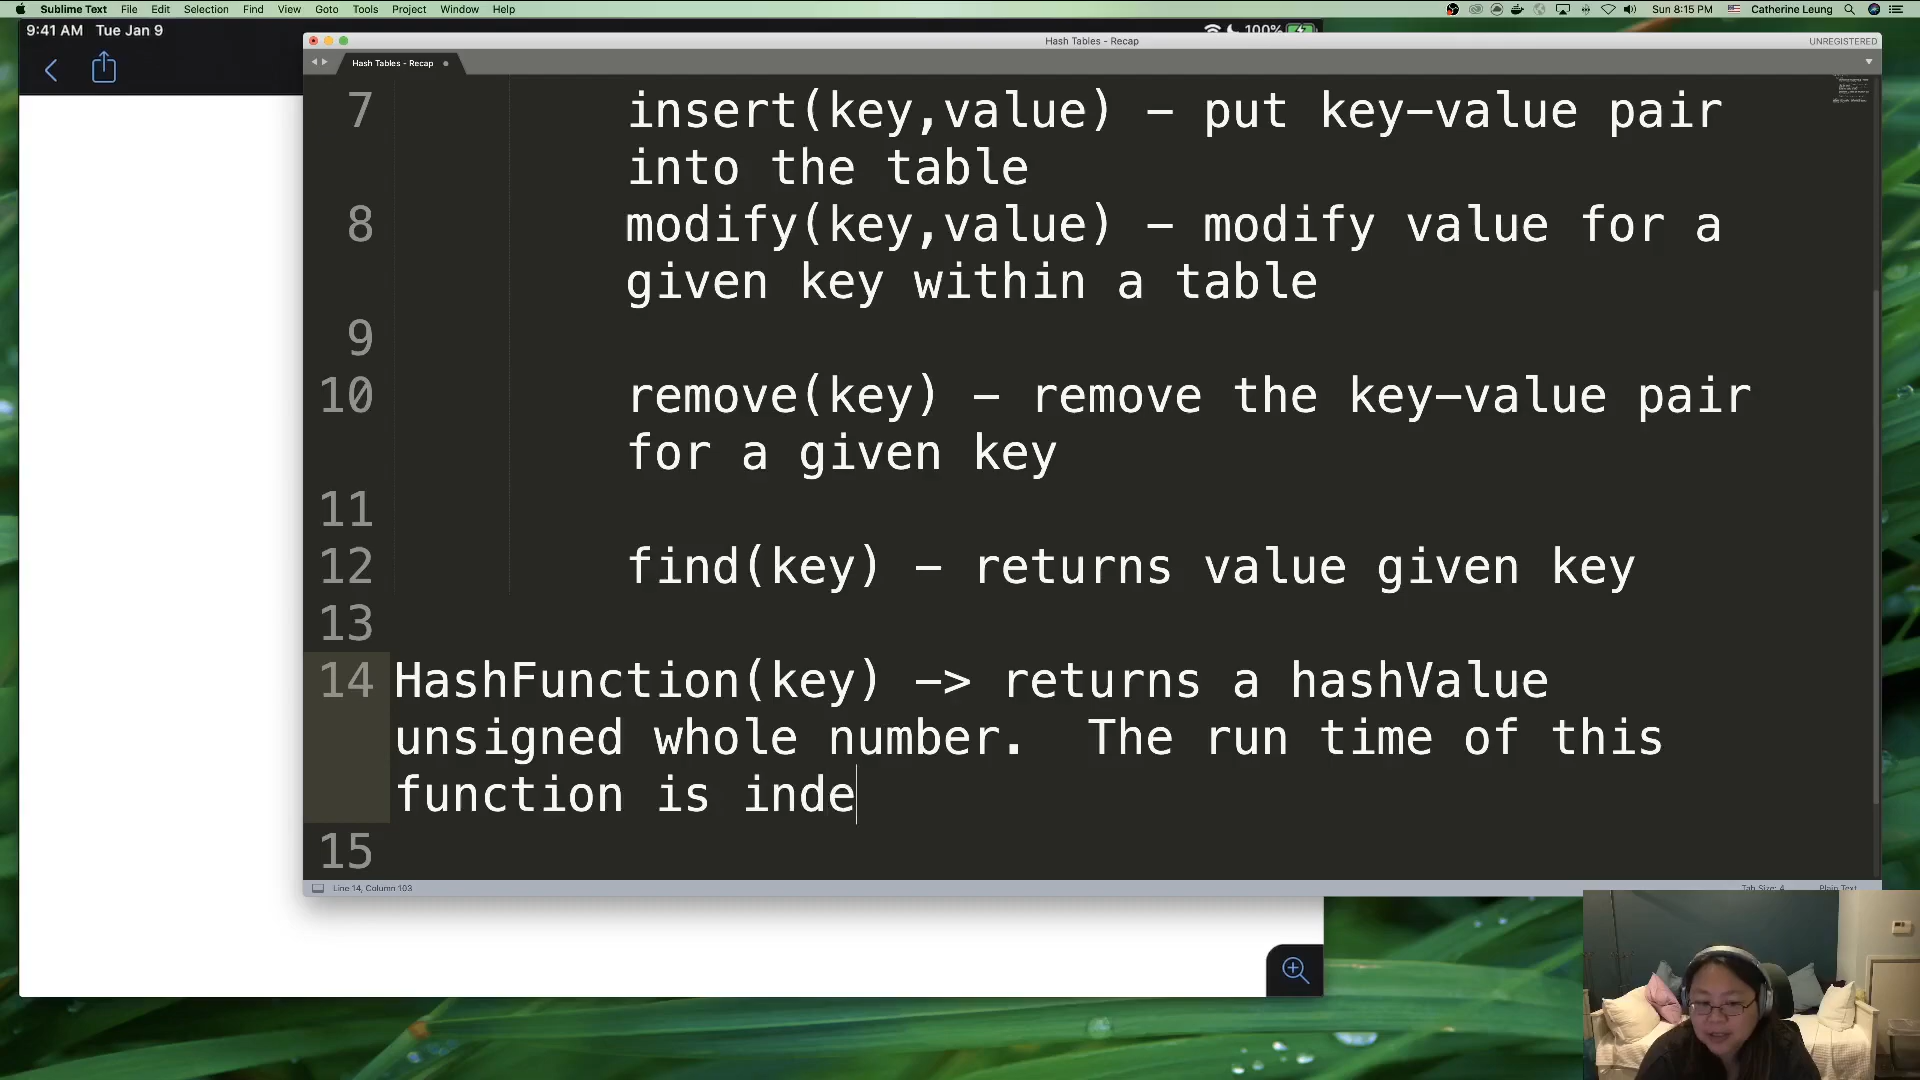 Sublime Text File Edit Selection Find View Goto Tools Project Window Help
Sun 8:15 PM Catherine Leung
9:41 AM Tue Jan 9
100%
Hash Tables - Recap
UNREGISTERED
Hash Tables - Recap
7 insert(key,value) - put key-value pair
into the table
8 modify(key,value) - modify value for a
given key within a table
9
10 remove(key) - remove the key-value pair
for a given key
11
12 find(key) - returns value given key
13
14 HashFunction(key) -> returns a hashValue
unsigned whole number.  The run time of this
function is inde
15
Line 14, Column 103
Tab Size: 4 Plain Text